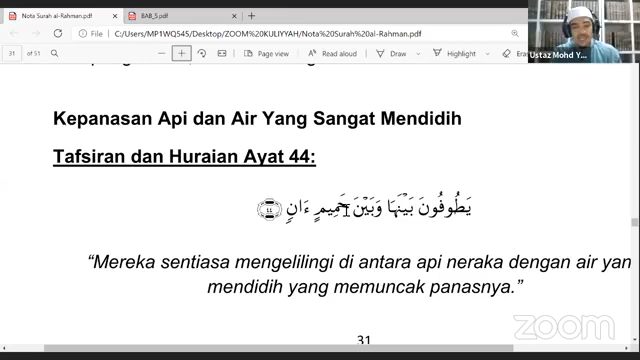 Nota Surah al-Rahman.pdf
BAB_5.pdf
File
C:/Users/MP1WQ545/Desktop/ZOOM%20KULIYYAH/Nota%20Surah%20al-Rahman.pdf
31 of 51
Page view
Read aloud
Draw
Highlight
Ustaz Mohd Y...
Kepanasan Api dan Air Yang Sangat Mendidih
Tafsiran dan Huraian Ayat 44:
يَطُوفُونَ بَيْنَهَا وَبَيْنَ حَمِيمٍ ءَانٍ ٤٤
“Mereka sentiasa mengelilingi di antara api neraka dengan air yan
mendidih yang memuncak panasnya.”
31
zoom